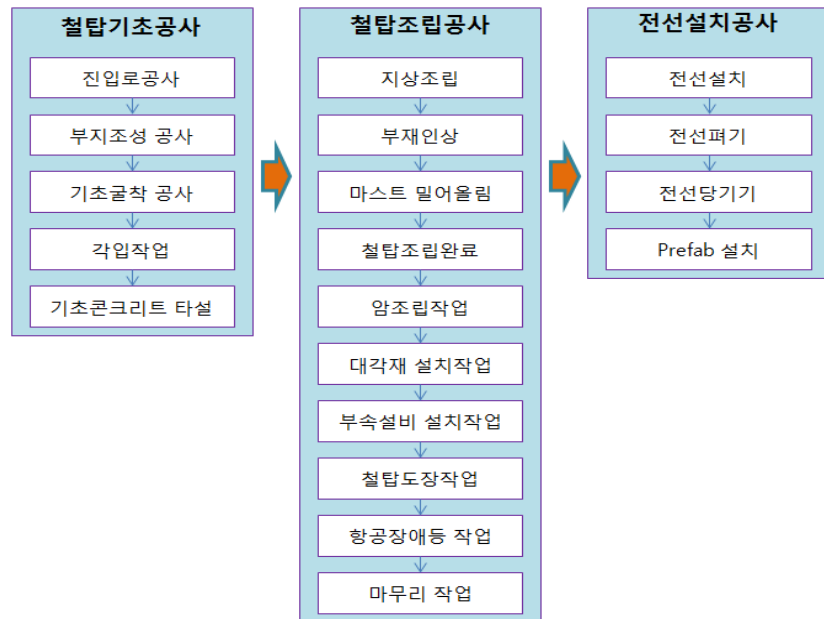 철탑기초공사
진입로공사
부지조성 공사
기초굴착 공사
각입작업
기초콘크리트 타설
철탑조립공사
지상조립
부재인상
마스트 밀어올림
철탑조립완료
암조립작업
대각재 설치작업
부속설비 설치작업
철탑도장작업
항공장애등 작업
마무리 작업
전선설치공사
전선설치
전선펴기
전선당기기
Prefab 설치